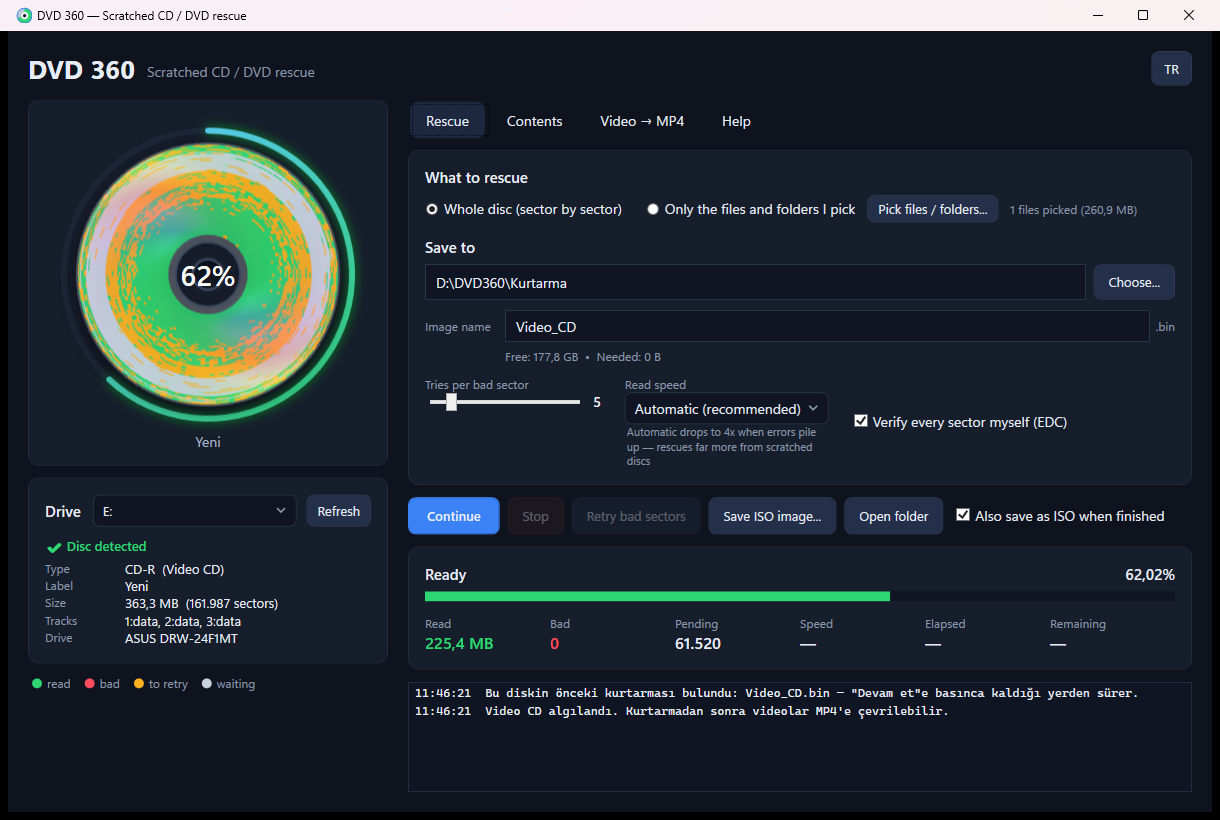 DVD 360 — Scratched CD / DVD rescue
DVD 360 Scratched CD / DVD rescue
TR
62%
Yeni
Drive E: Refresh
Disc detected
Type CD-R (Video CD)
Label Yeni
Size 363,3 MB (161.987 sectors)
Tracks 1:data, 2:data, 3:data
Drive ASUS DRW-24F1MT
read bad to retry waiting
Rescue Contents Video → MP4 Help
What to rescue
Whole disc (sector by sector) Only the files and folders I pick Pick files / folders... 1 files picked (260,9 MB)
Save to
D:\DVD360\Kurtarma Choose...
Image name Video_CD .bin
Free: 177,8 GB • Needed: 0 B
Tries per bad sector 5
Read speed
Automatic (recommended)
Automatic drops to 4x when errors pile
up — rescues far more from scratched
discs
Verify every sector myself (EDC)
Continue Stop Retry bad sectors Save ISO image... Open folder Also save as ISO when finished
Ready 62,02%
Read Bad Pending Speed Elapsed Remaining
225,4 MB 0 61.520 — — —
11:46:21 Bu diskin önceki kurtarması bulundu: Video_CD.bin — "Devam et"e basınca kaldığı yerden sürer.
11:46:21 Video CD algılandı. Kurtarmadan sonra videolar MP4'e çevrilebilir.